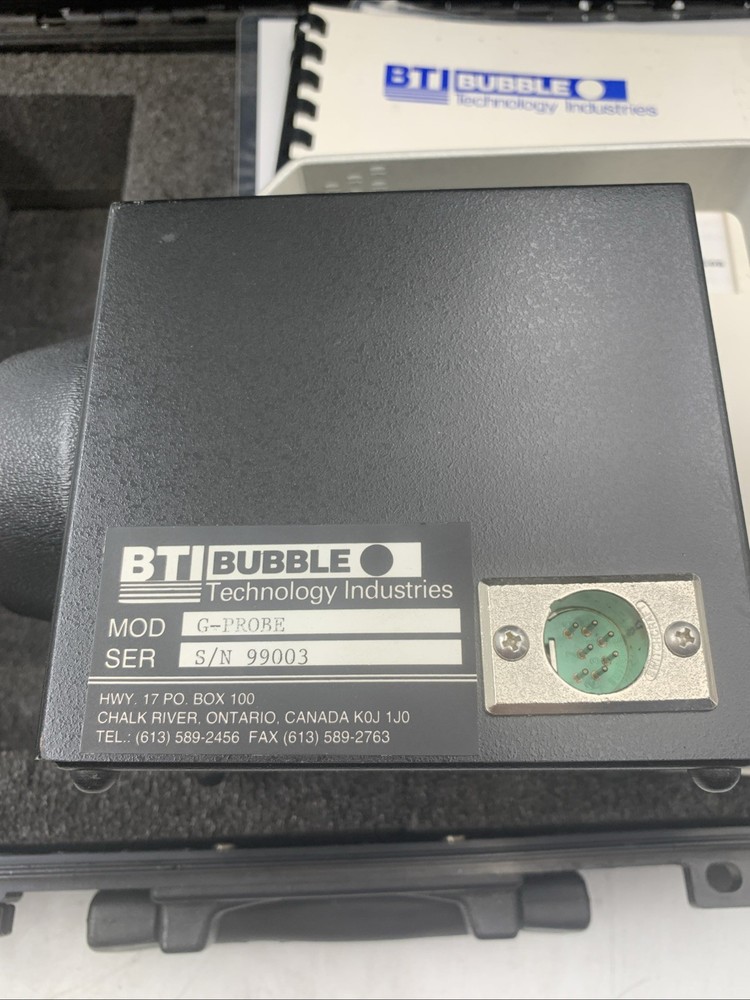 BTI BUBBLE
Technology Industries
BTI BUBBLE
Technology Industries
MOD G-PROBE
SER S/N 99003
HWY. 17 PO. BOX 100
CHALK RIVER, ONTARIO, CANADA K0J 1J0
TEL.: (613) 589-2456 FAX (613) 589-2763